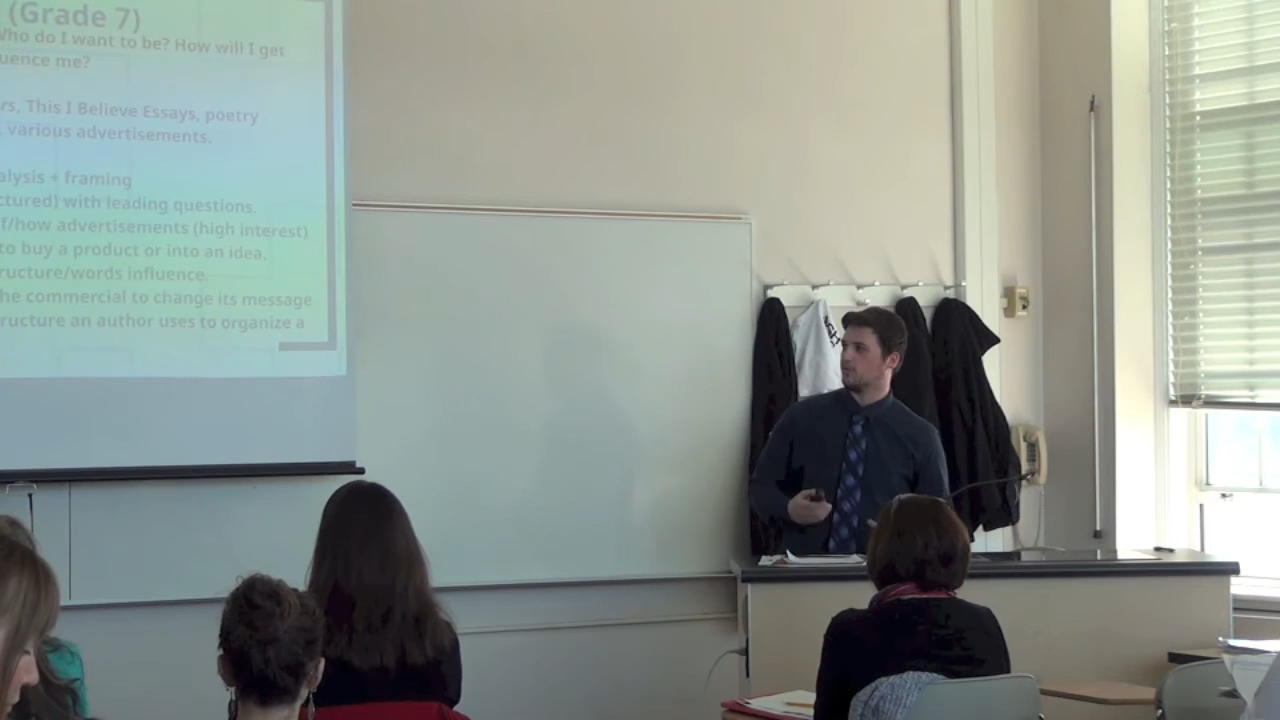 (Grade 7)
Who do I want to be? How will I get
uence me?
rs, This I Believe Essays, poetry
, various advertisements.
alysis + framing
ctured) with leading questions.
f/how advertisements (high interest)
to buy a product or into an idea.
ructure/words influence.
he commercial to change its message
ructure an author uses to organize a